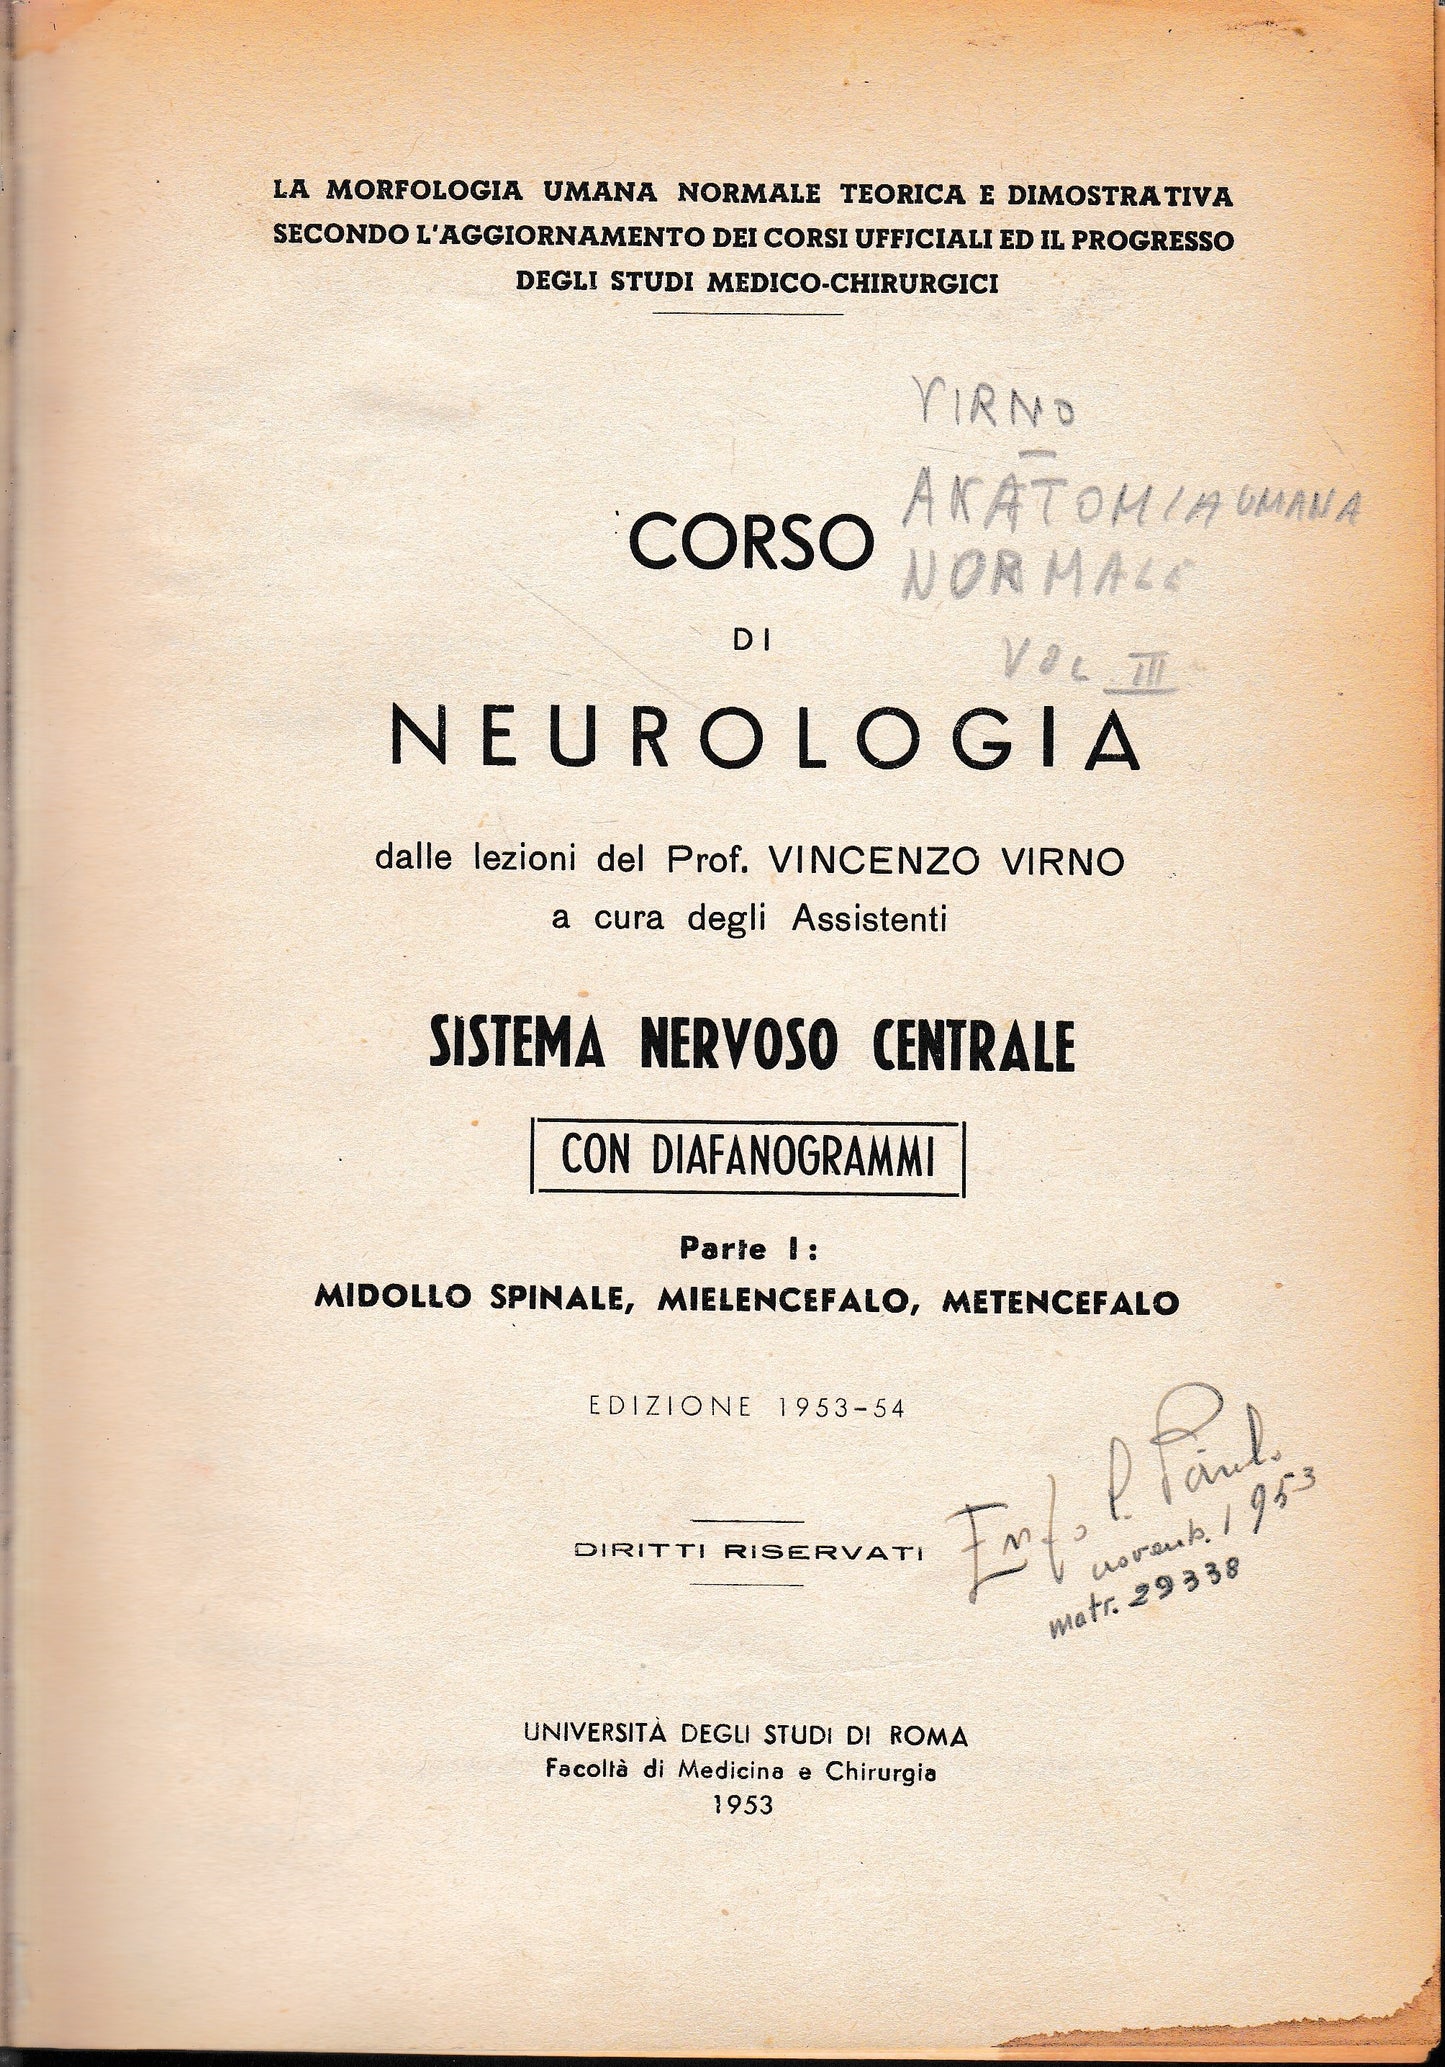 LA MORFOLOGIA UMANA NORMALE TEORICA E DIMOSTRATIVA
SECONDO L'AGGIORNAMENTO DEI CORSI UFFICIALI ED IL PROGRESSO
DEGLI STUDI MEDICO-CHIRURGICI
VIRNO
ANATOMIA UMANA
NORMALE
VOL III
CORSO
DI
NEUROLOGIA
dalle lezioni del Prof. VINCENZO VIRNO
a cura degli Assistenti
SISTEMA NERVOSO CENTRALE
CON DIAFANOGRAMMI
Parte I:
MIDOLLO SPINALE, MIELENCEFALO, METENCEFALO
EDIZIONE 1953-54
DIRITTI RISERVATI
novemb. 1953
matr. 29338
UNIVERSITÀ DEGLI STUDI DI ROMA
Facoltà di Medicina e Chirurgia
1953